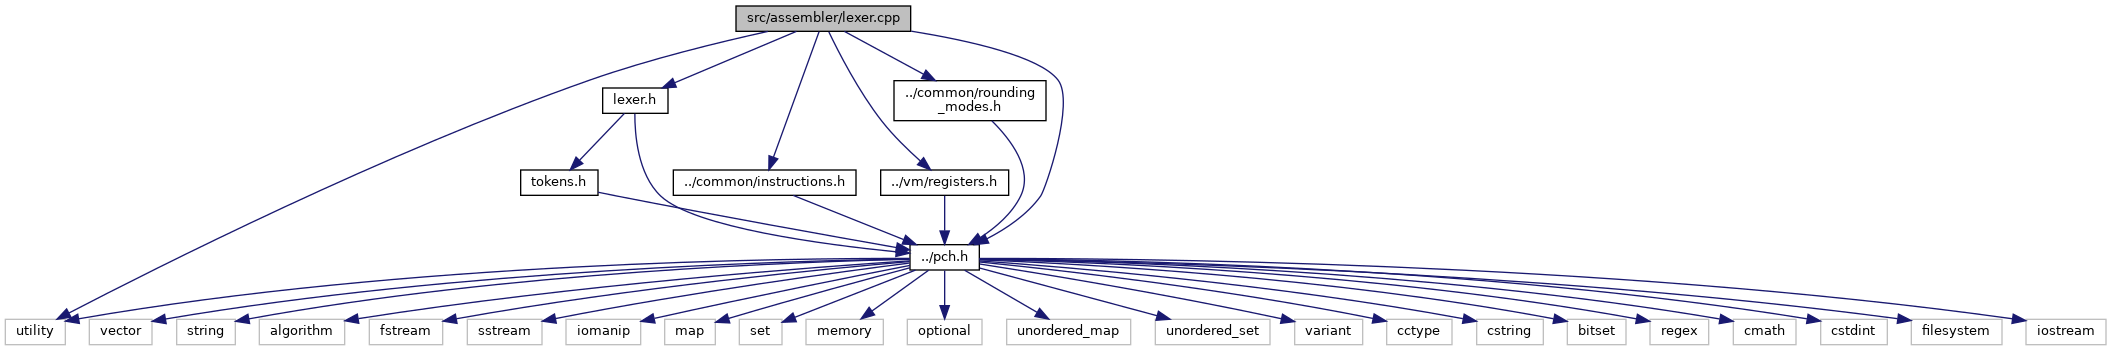 src/assembler/lexer.cpp
../common/rounding
_modes.h
lexer.h
tokens.h
../common/instructions.h
../vm/registers.h
../pch.h
utility
vector
string
algorithm
fstream
sstream
iomanip
map
set
memory
optional
unordered_map
unordered_set
variant
cctype
cstring
bitset
regex
cmath
cstdint
filesystem
iostream